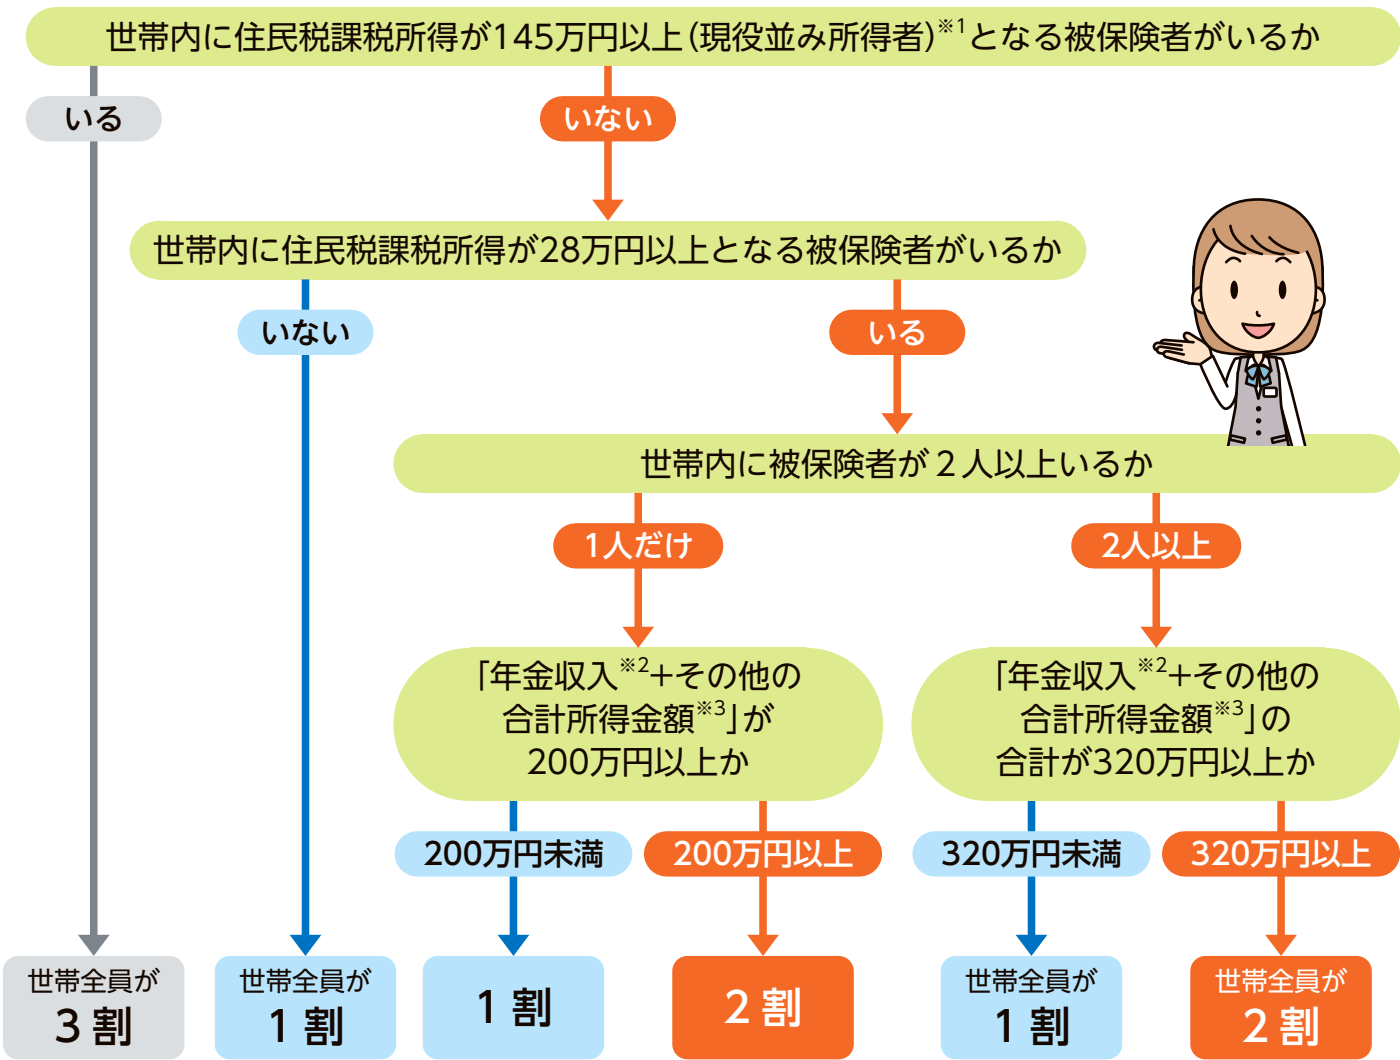 世帯内に住民税課税所得が145万円以上(現役並み所得者)※1となる被保険者がいるか
いる
いない
世帯内に住民税課税所得が28万円以上となる被保険者がいるか
いない
いる
世帯内に被保険者が2人以上いるか
1人だけ
2人以上
「年金収入※2+その他の
合計所得金額※3」が
200万円以上か
「年金収入※2+その他の
合計所得金額※3」の
合計が320万円以上か
200万円未満
200万円以上
320万円未満
320万円以上
世帯全員が
3割
世帯全員が
1割
1割
2割
世帯全員が
1割
世帯全員が
2割